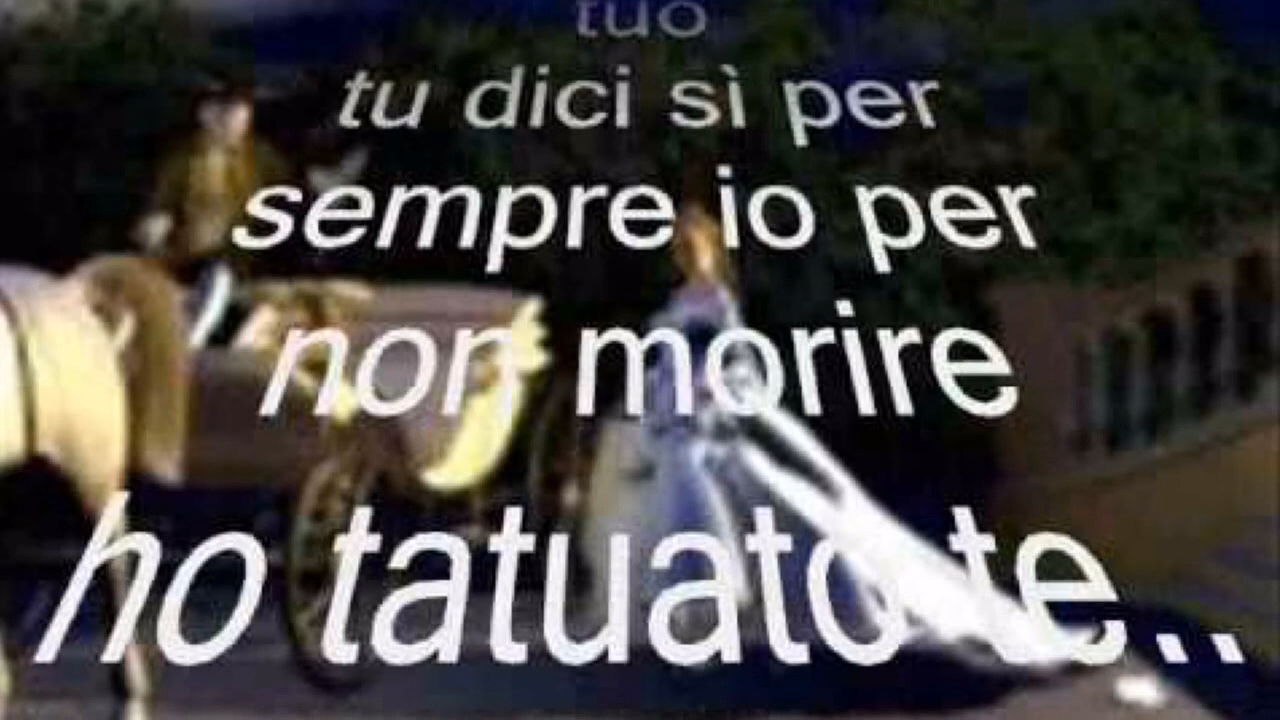 tuo
tu dici sì per
sempre io per
non morire
ho tatuato te..